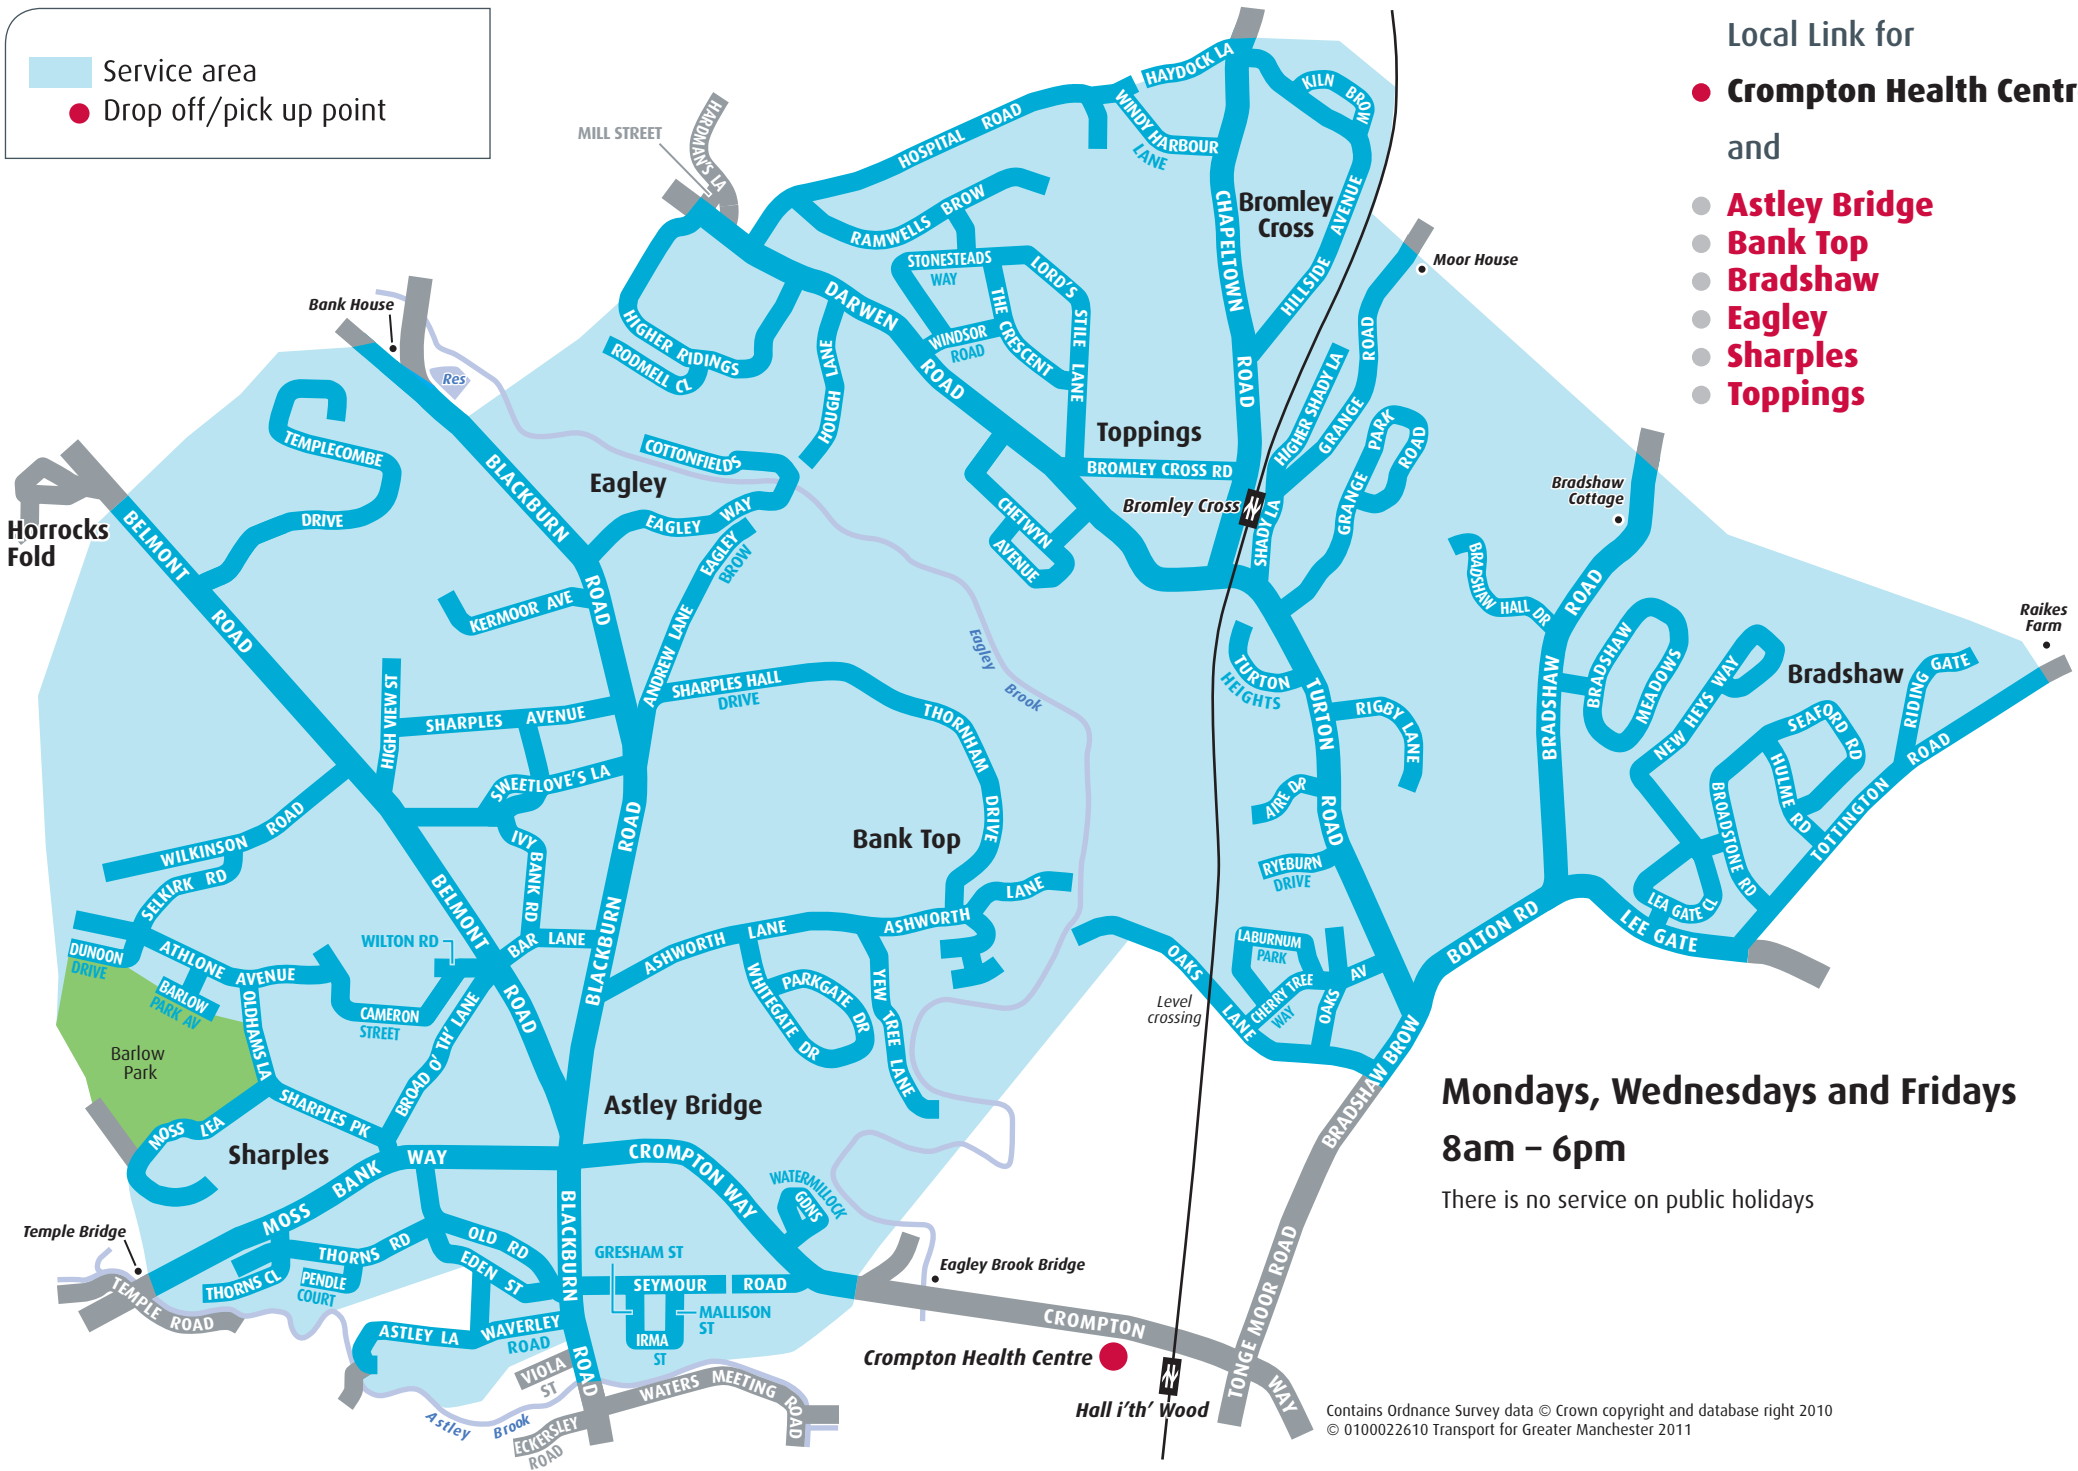 Service area
Drop off/pick up point
Local Link for
Crompton Health Centr
and
Astley Bridge
Bank Top
Bradshaw
Eagley
Sharples
Toppings
HARDMAN'S LA
MILL STREET
HOSPITAL ROAD
HAYDOCK LA
WINDY HARBOUR
LANE
KILN BROW
CHAPELTOWN
ROAD
Bromley
Cross
HILLSIDE AVENUE
Moor House
RAMWELLS BROW
STONESTEADS
WAY
LORD'S
STILE LANE
THE CRESCENT
WINDSOR
ROAD
DARWEN
ROAD
HIGHER RIDINGS
RODMELL CL
HOUGH LANE
Bank House
Res
TEMPLECOMBE
DRIVE
Horrocks
Fold
BELMONT
ROAD
BLACKBURN
ROAD
COTTONFIELDS
Eagley
EAGLEY WAY
EAGLEY
BROW
KERMOOR AVE
ANDREW LANE
Toppings
BROMLEY CROSS RD
Bromley Cross
CHETWYN
AVENUE
SHADY LA
HIGHER SHADY LA
GRANGE ROAD
GRANGE PARK
ROAD
Bradshaw
Cottage
BRADSHAW HALL DR
BRADSHAW
ROAD
BRADSHAW
MEADOWS
NEW HEYS WAY
Bradshaw
Raikes
Farm
RIDING GATE
SEAFORD RD
HULME RD
BROADSTONE RD
TOTTINGTON ROAD
LEA GATE CL
LEE GATE
BOLTON RD
Eagley
Brook
TURTON
HEIGHTS
TURTON
ROAD
RIGBY LANE
AIRE DR
RYEBURN
DRIVE
LABURNUM
PARK
CHERRY TREE
WAY
OAKS AV
OAKS
LANE
Level
crossing
BRADSHAW BROW
HIGH VIEW ST
SHARPLES AVENUE
SHARPLES HALL
DRIVE
THORNHAM
DRIVE
SWEETLOVE'S LA
IVY BANK RD
BAR LANE
BLACKBURN ROAD
Bank Top
ASHWORTH LANE
ASHWORTH LANE
WHITEGATE DR
PARKGATE DR
YEW TREE LANE
WILKINSON ROAD
SELKIRK RD
DUNOON
DRIVE
ATHLONE AVENUE
BARLOW
PARK AV
OLDHAMS LA
WILTON RD
CAMERON
STREET
BROAD O' TH' LANE
BELMONT
ROAD
Barlow
Park
MOSS LEA
SHARPLES PK
Sharples
Astley Bridge
MOSS BANK WAY
CROMPTON WAY
WATERMILLOCK
GDNS
BLACKBURN
ROAD
Temple Bridge
TEMPLE ROAD
THORNS CL
THORNS RD
PENDLE
COURT
OLD RD
EDEN ST
ASTLEY LA
WAVERLEY
ROAD
GRESHAM ST
SEYMOUR ROAD
MALLISON
ST
IRMA
ST
VIOLA
ST
ECKERSLEY
ROAD
WATERS MEETING ROAD
Astley Brook
Eagley Brook Bridge
CROMPTON
WAY
Crompton Health Centre
Hall i'th' Wood
TONGE MOOR ROAD
Mondays, Wednesdays and Fridays
8am – 6pm
There is no service on public holidays
Contains Ordnance Survey data © Crown copyright and database right 2010
© 0100022610 Transport for Greater Manchester 2011